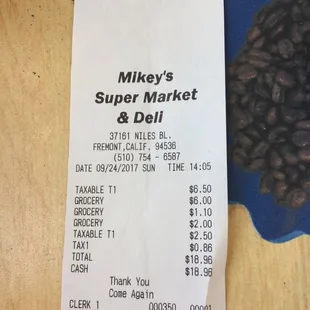 Mikey's
Super Market
& Deli
37161 NILES BL.
FREMONT,CALIF. 94536
(510) 754 - 6587
DATE 09/24/2017 SUN TIME 14:05
TAXABLE T1 $6.50
GROCERY $6.00
GROCERY $1.10
GROCERY $2.00
TAXABLE T1 $2.50
TAX1 $0.86
TOTAL $18.96
CASH $18.96
Thank You
Come Again
CLERK 1 000350 00041